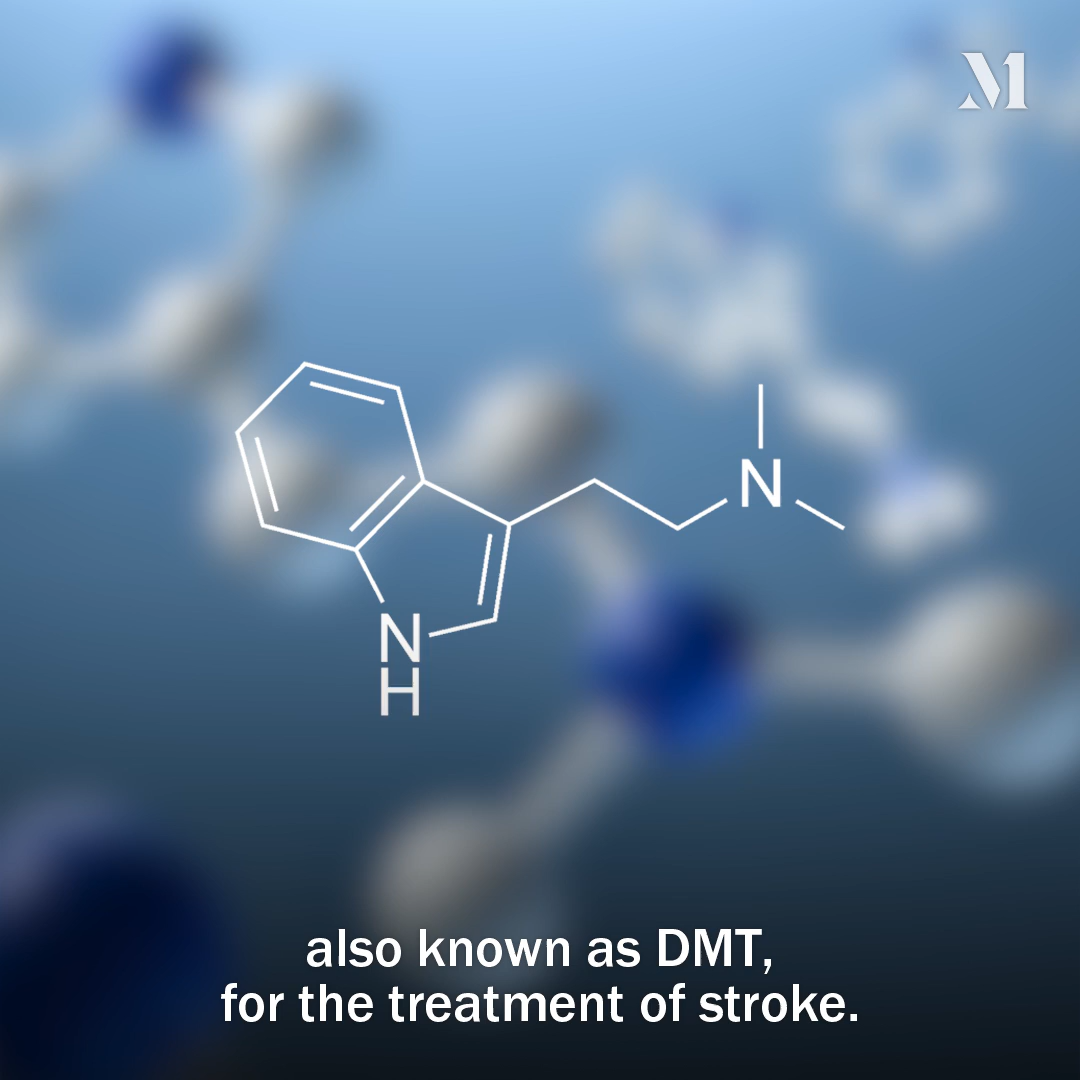 M
N
N
H
also known as DMT,
for the treatment of stroke.